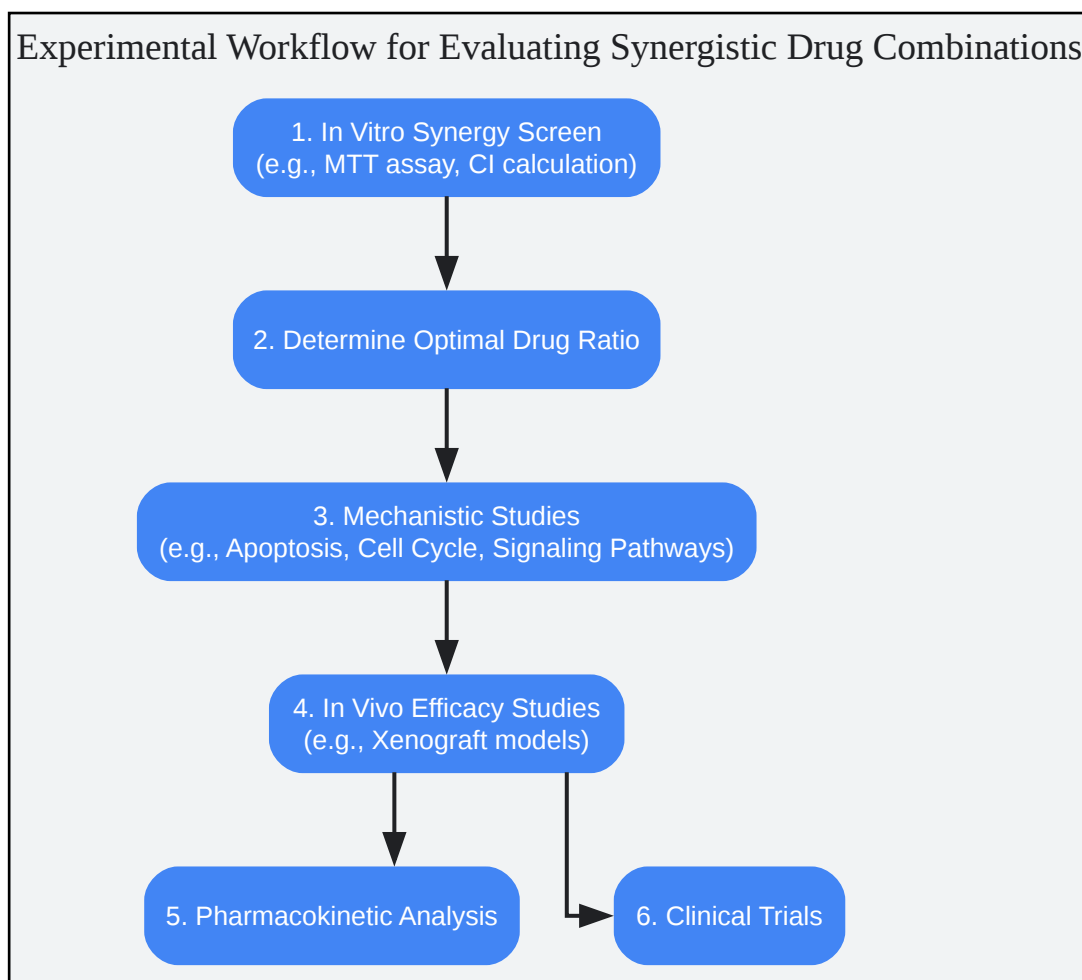 Experimental Workflow for Evaluating Synergistic Drug Combinations
1. In Vitro Synergy Screen
(e.g., MTT assay, CI calculation)
2. Determine Optimal Drug Ratio
3. Mechanistic Studies
(e.g., Apoptosis, Cell Cycle, Signaling Pathways)
4. In Vivo Efficacy Studies
(e.g., Xenograft models)
5. Pharmacokinetic Analysis
6. Clinical Trials